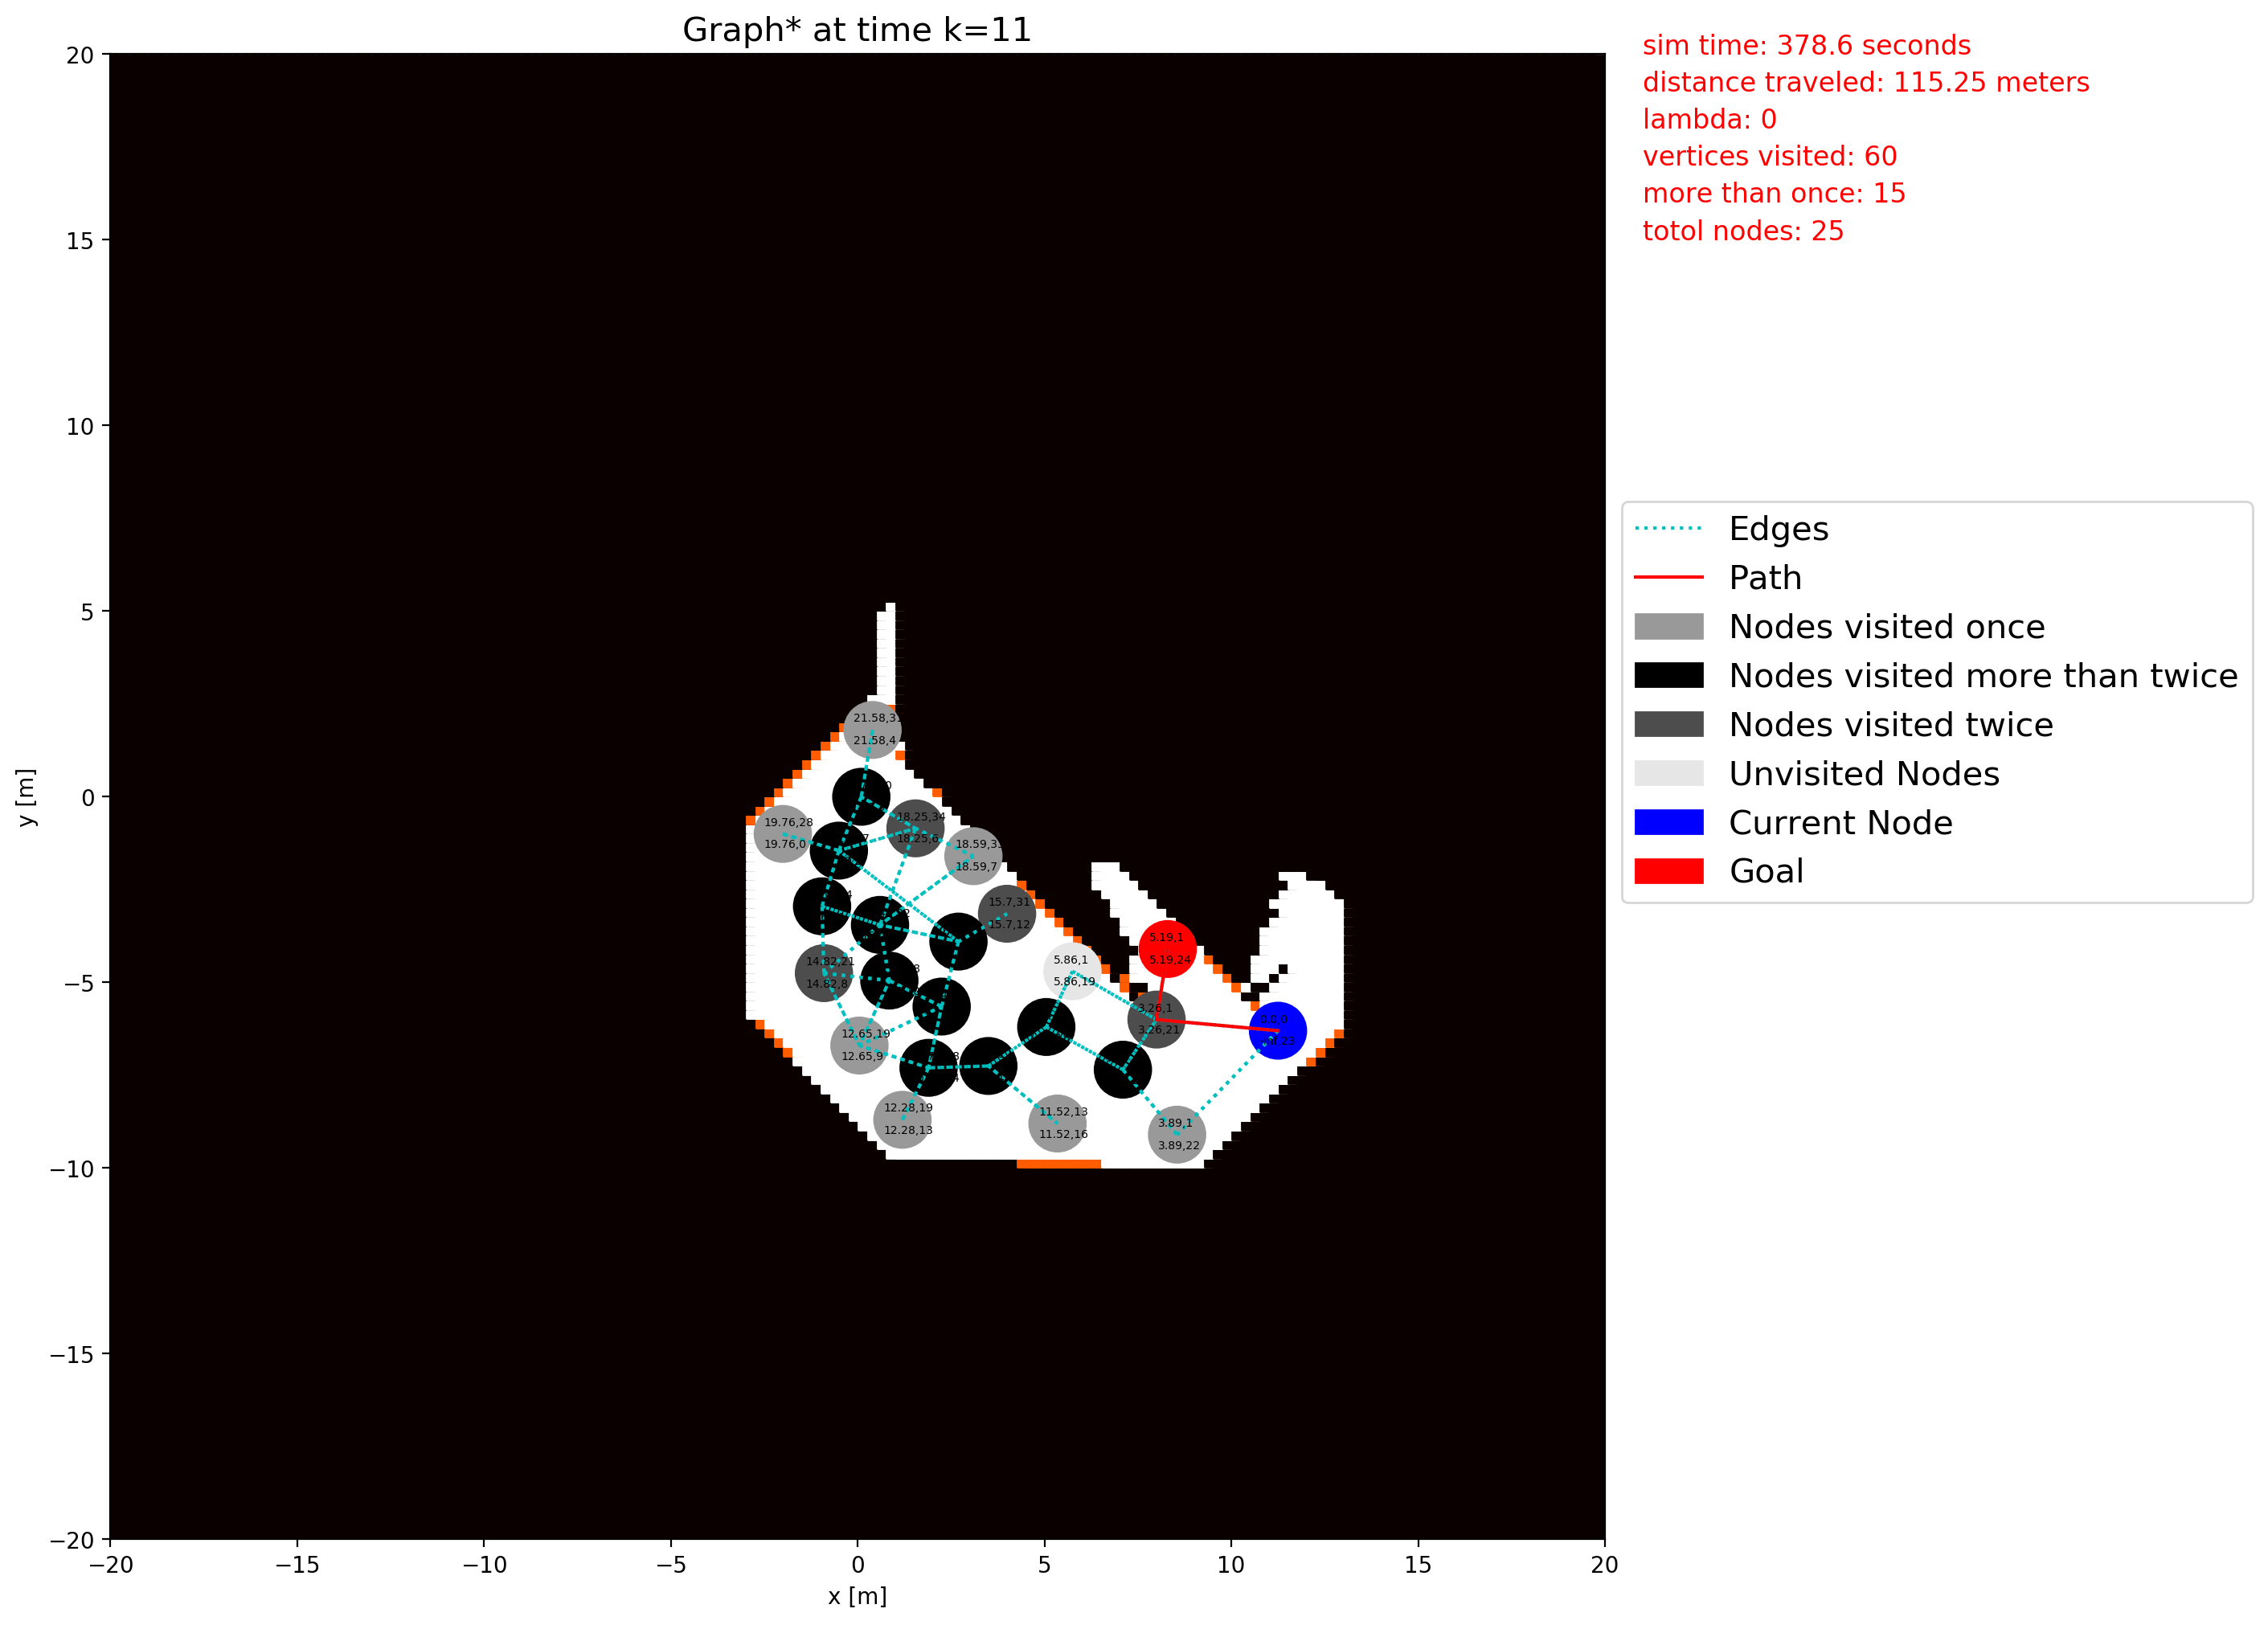 Graph* at time k=11
sim time: 378.6 seconds
distance traveled: 115.25 meters
lambda: 0
vertices visited: 60
more than once: 15
totol nodes: 25
Edges
Path
Nodes visited once
Nodes visited more than twice
Nodes visited twice
Unvisited Nodes
Current Node
Goal
20
15
10
5
0
−5
−10
−15
−20
y [m]
−20
−15
−10
−5
0
5
10
15
20
x [m]
21.58,4
18.25,34
18.25,6
19.76,28
19.76,0
18.59,7
15.7,31
15.7,12
14.82,21
14.82,8
5.86,1
5.86,19
5.19,1
5.19,24
3.26,1
3.26,21
0.0,0
12.65,19
12.65,9
12.28,19
12.28,13
11.52,13
11.52,16
3.89,1
3.89,22